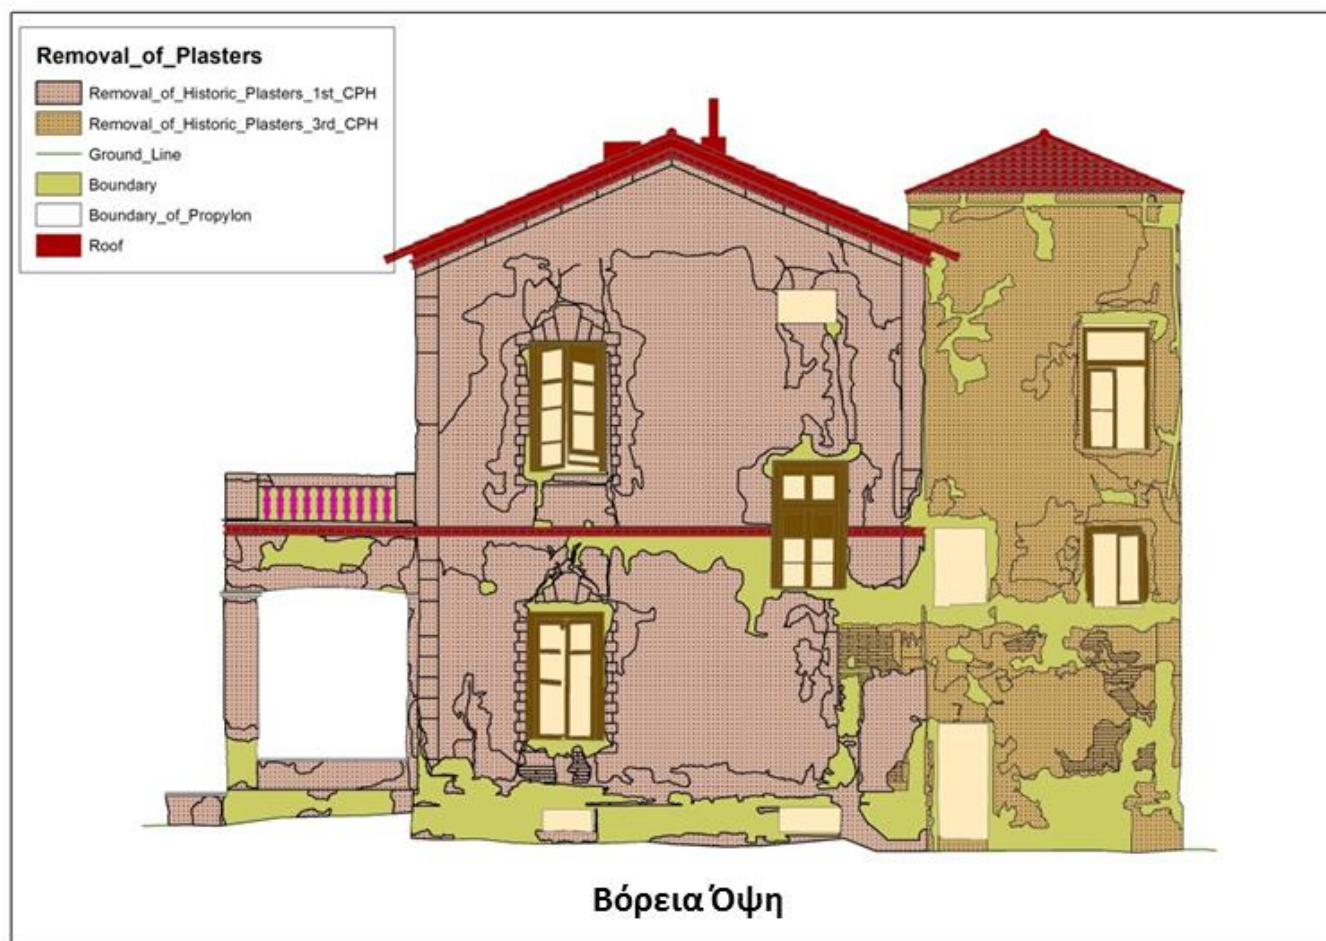 Removal_of_Plasters
Removal_of_Historic_Plasters_1st_CPH
Removal_of_Historic_Plasters_3rd_CPH
Ground_Line
Boundary
Boundary_of_Propylon
Roof
Βόρεια Όψη